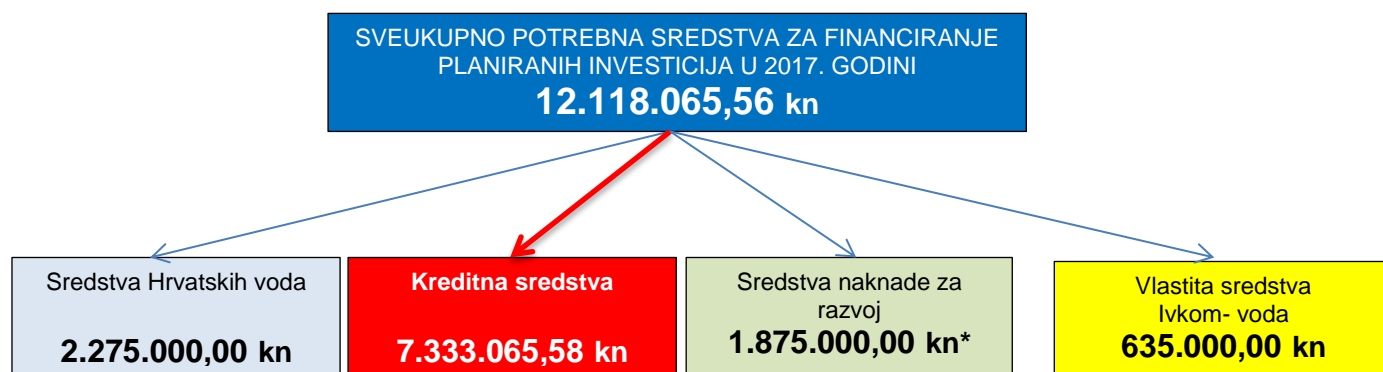 SVEUKUPNO POTREBNA SREDSTVA ZA FINANCIRANJE
PLANIRANIH INVESTICIJA U 2017. GODINI
12.118.065,56 kn
Sredstva Hrvatskih voda
2.275.000,00 kn
Kreditna sredstva
7.333.065,58 kn
Sredstva naknade za
razvoj
1.875.000,00 kn*
Vlastita sredstva
Ivkom- voda
635.000,00 kn